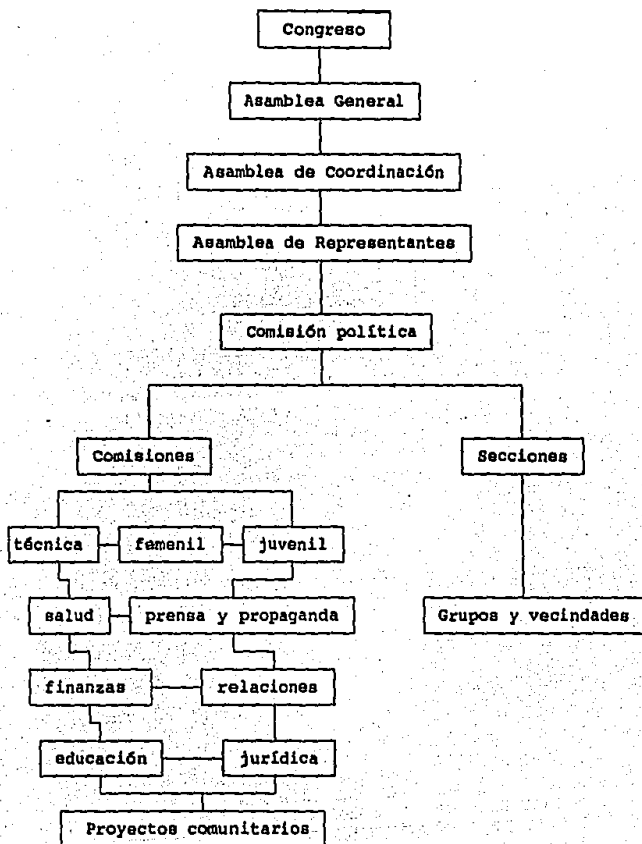 Congreso
Asamblea General
Asamblea de Coordinación
Asamblea de Representantes
Comisión política
Comisiones
Secciones
técnica
femenil
juvenil
salud
prensa y propaganda
Grupos y vecindades
finanzas
relaciones
educación
jurídica
Proyectos comunitarios